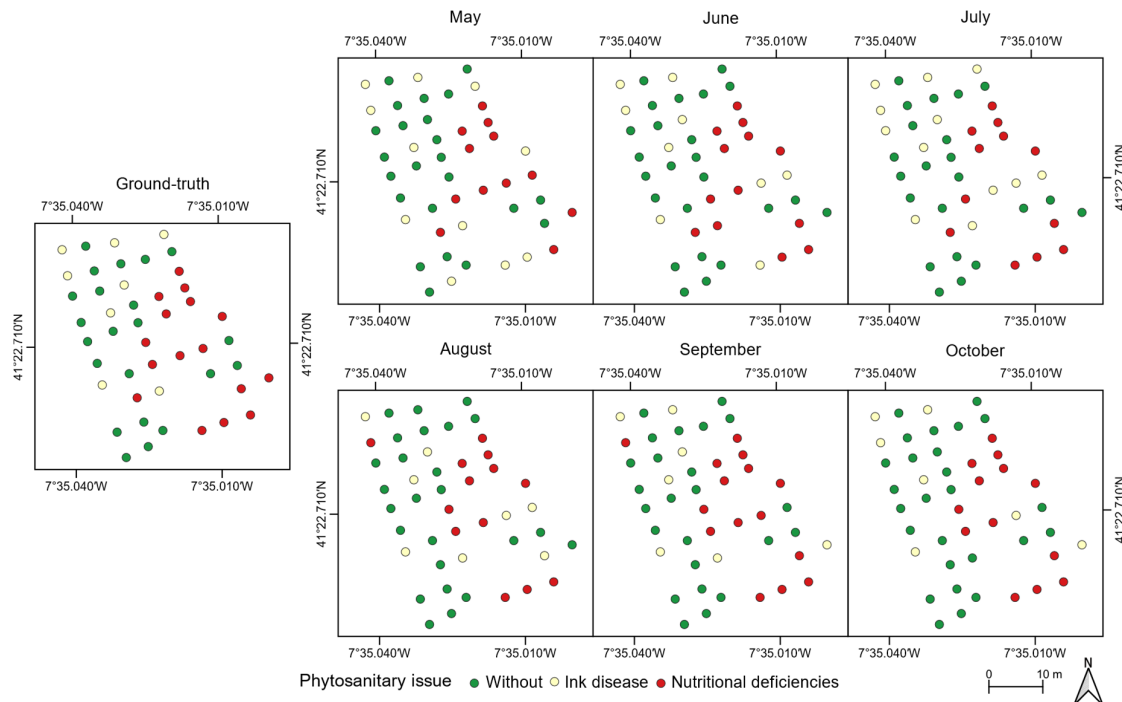 May
June
July
7°35.040'W
7°35.010'W
7°35.040'W
7°35.010'W
7°35.040'W
7°35.010'W
41°22.710'N
41°22.710'N
7°35.040'W
7°35.010'W
7°35.040'W
7°35.010'W
7°35.040'W
7°35.010'W
Ground-truth
7°35.040'W
7°35.010'W
41°22.710'N
41°22.710'N
7°35.040'W
7°35.010'W
August
September
October
7°35.040'W
7°35.010'W
7°35.040'W
7°35.010'W
7°35.040'W
7°35.010'W
41°22.710'N
41°22.710'N
7°35.040'W
7°35.010'W
7°35.040'W
7°35.010'W
7°35.040'W
7°35.010'W
Phytosanitary issue Without Ink disease Nutritional deficiencies
0 10 m
N